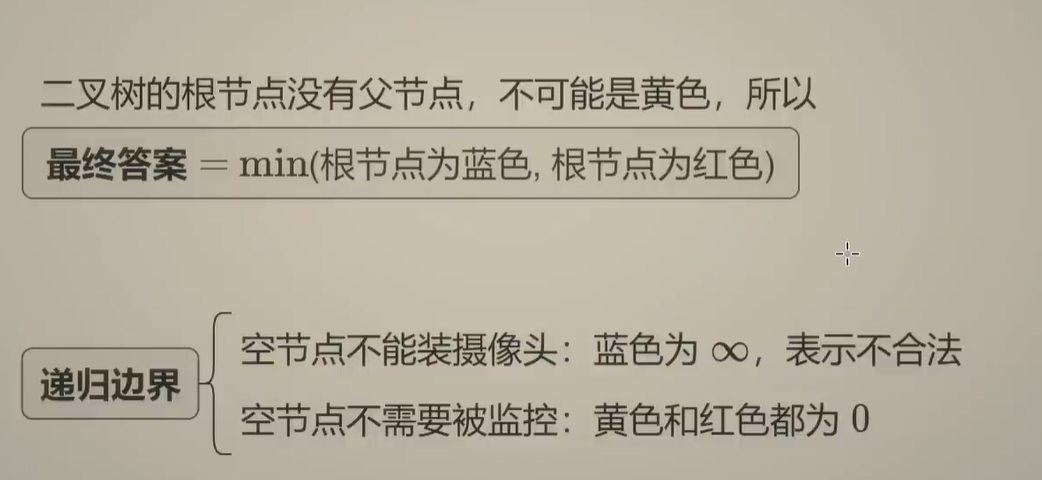 二叉树的根节点没有父节点，不可能是黄色，所以
最终答案 = min(根节点为蓝色, 根节点为红色)
空节点不能装摄像头：蓝色为 ∞，表示不合法
递归边界
空节点不需要被监控：黄色和红色都为 0